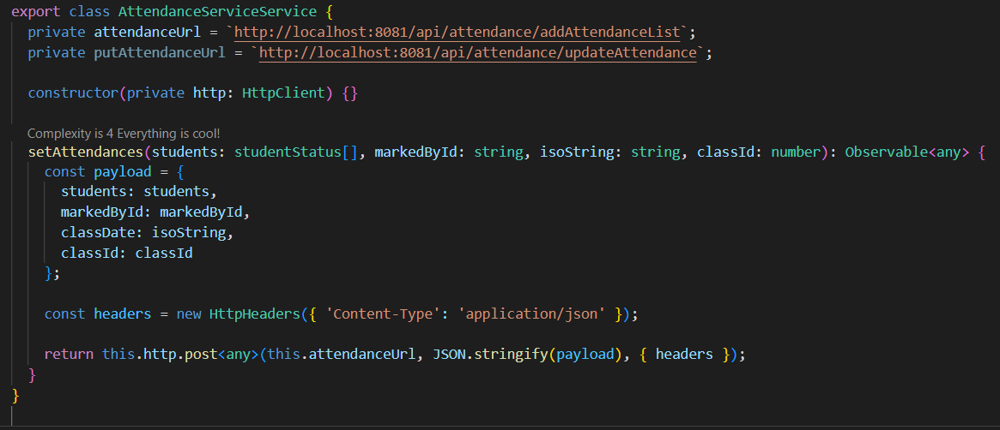 export class AttendanceServiceService {
private attendanceUrl = `http://localhost:8081/api/attendance/addAttendanceList`;
private putAttendanceUrl = `http://localhost:8081/api/attendance/updateAttendance`;
constructor(private http: HttpClient) {}
Complexity is 4 Everything is cool!
setAttendances(students: studentStatus[], markedById: string, isoString: string, classId: number): Observable<any> {
const payload = {
students: students,
markedById: markedById,
classDate: isoString,
classId: classId
};
const headers = new HttpHeaders({ 'Content-Type': 'application/json' });
return this.http.post<any>(this.attendanceUrl, JSON.stringify(payload), { headers });
}
}